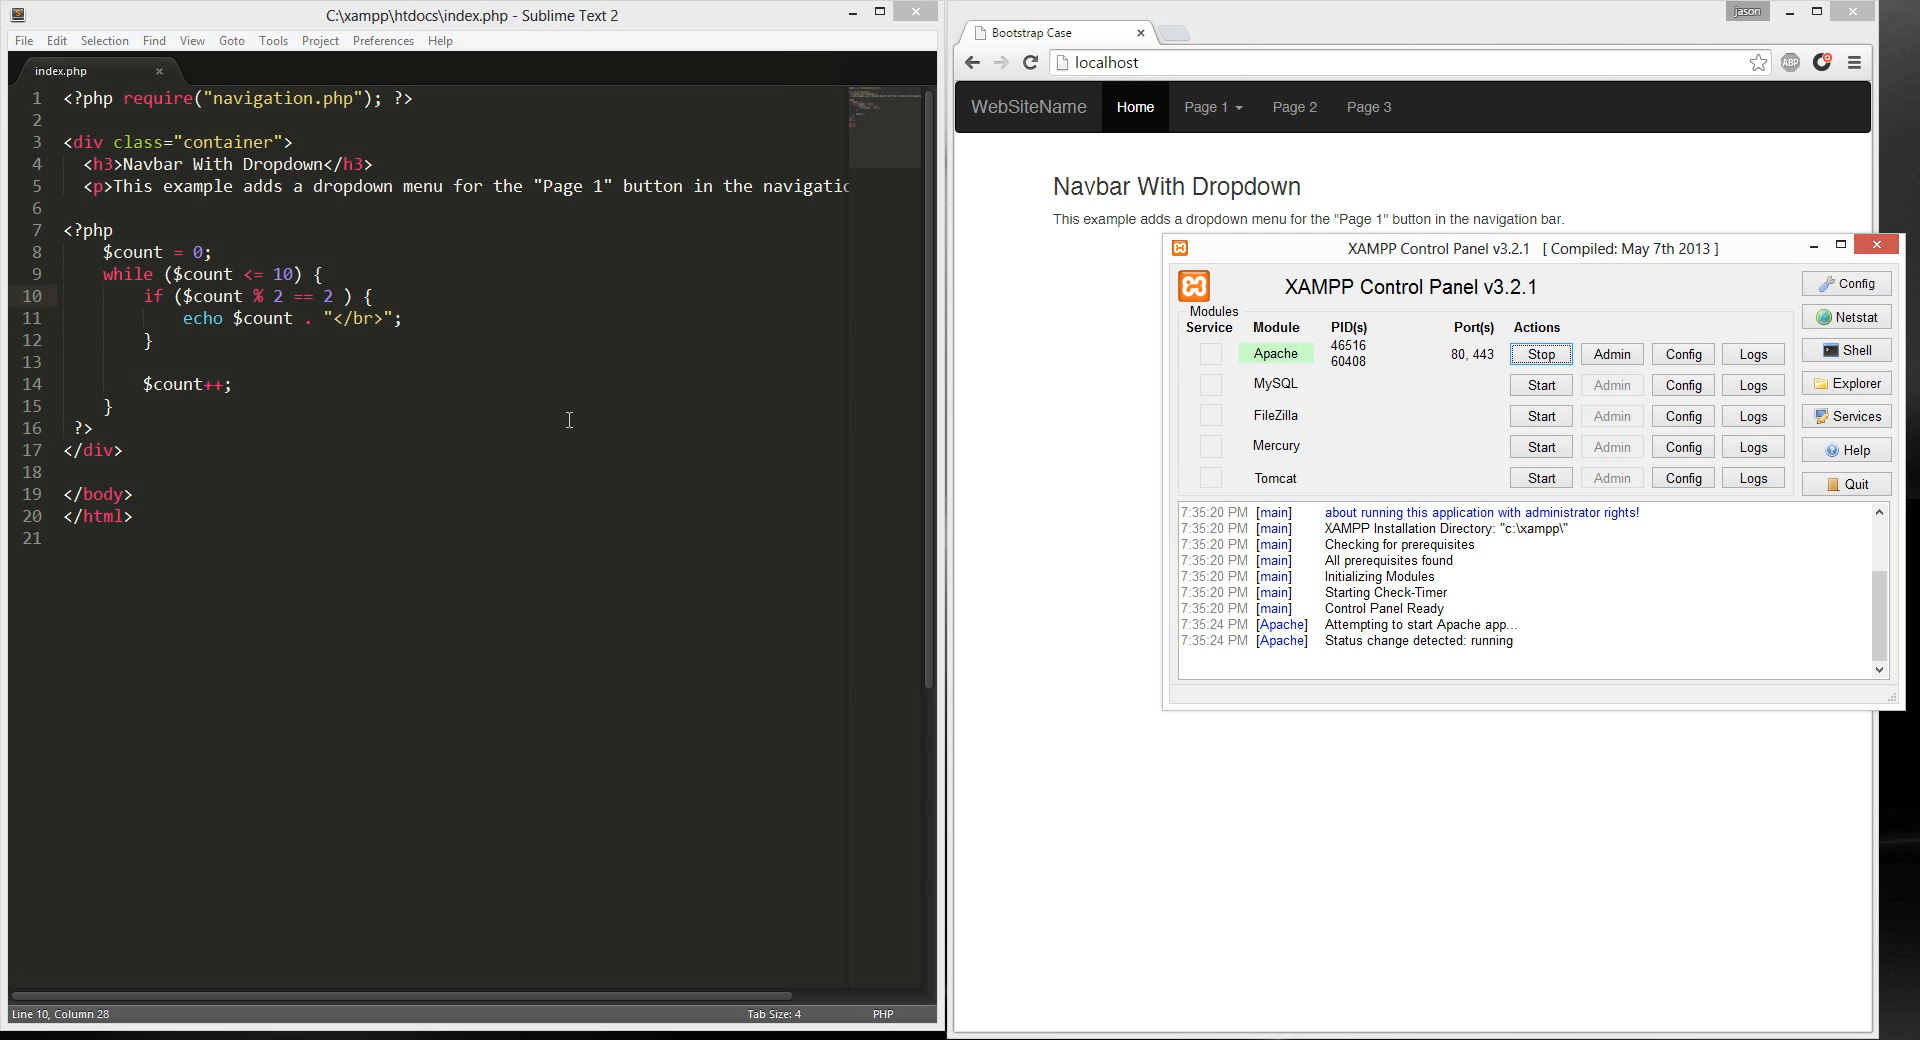 C:\xampp\htdocs\index.php - Sublime Text 2
File Edit Selection Find View Goto Tools Project Preferences Help
index.php
1 <?php require("navigation.php"); ?>
2
3 <div class="container">
4 <h3>Navbar With Dropdown</h3>
5 <p>This example adds a dropdown menu for the "Page 1" button in the navigatic
6
7 <?php
8 $count = 0;
9 while ($count <= 10) {
10 if ($count % 2 == 2 ) {
11 echo $count . "</br>";
12 }
13
14 $count++;
15 }
16 ?>
17 </div>
18
19 </body>
20 </html>
21
Line 10, Column 28 Tab Size: 4 PHP
jason
Bootstrap Case
localhost
ABP
WebSiteName Home Page 1 Page 2 Page 3
Navbar With Dropdown
This example adds a dropdown menu for the "Page 1" button in the navigation bar.
XAMPP Control Panel v3.2.1 [ Compiled: May 7th 2013 ]
XAMPP Control Panel v3.2.1
Modules
Service Module PID(s) Port(s) Actions
Apache 46516 60408 80, 443 Stop Admin Config Logs
MySQL Start Admin Config Logs
FileZilla Start Admin Config Logs
Mercury Start Admin Config Logs
Tomcat Start Admin Config Logs
Config
Netstat
Shell
Explorer
Services
Help
Quit
7:35:20 PM [main] about running this application with administrator rights!
7:35:20 PM [main] XAMPP Installation Directory: "c:\xampp\"
7:35:20 PM [main] Checking for prerequisites
7:35:20 PM [main] All prerequisites found
7:35:20 PM [main] Initializing Modules
7:35:20 PM [main] Starting Check-Timer
7:35:20 PM [main] Control Panel Ready
7:35:24 PM [Apache] Attempting to start Apache app...
7:35:24 PM [Apache] Status change detected: running